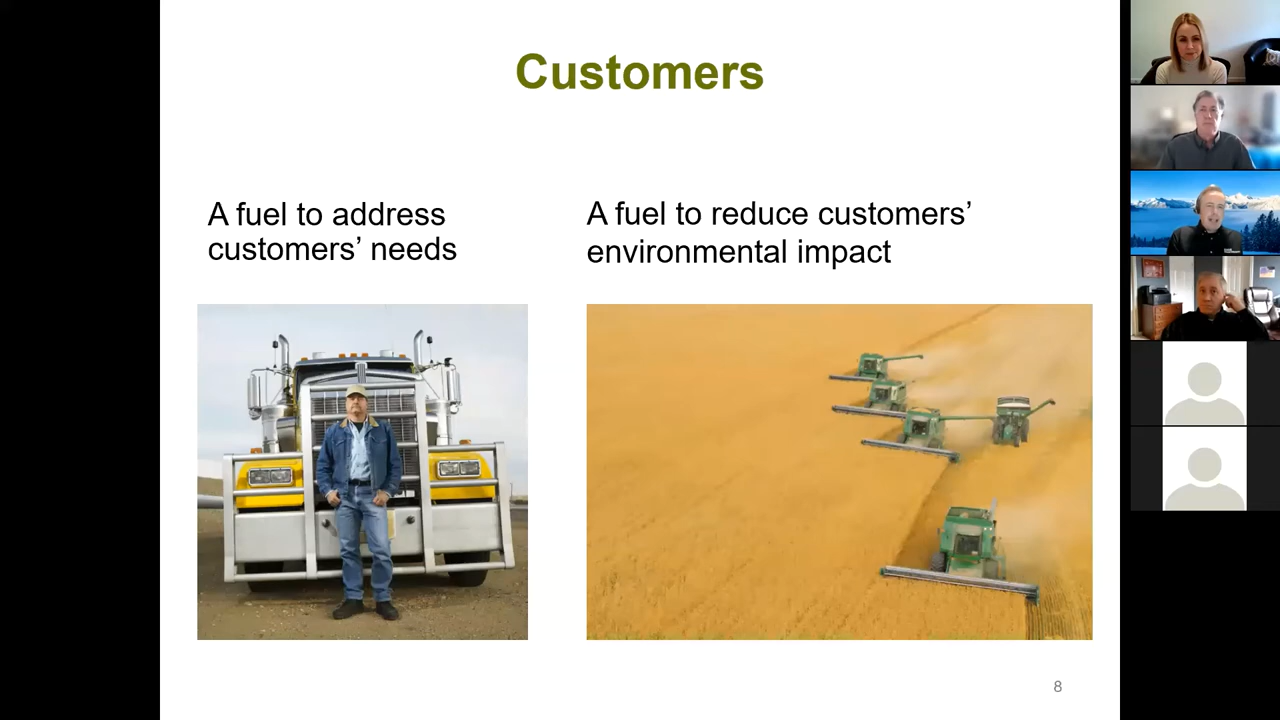 Customers
A fuel to address
customers’ needs
A fuel to reduce customers’
environmental impact
8